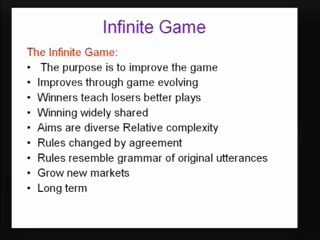 Infinite Game
The Infinite Game:
• The purpose is to improve the game
• Improves through game evolving
• Winners teach losers better plays
• Winning widely shared
• Aims are diverse Relative complexity
• Rules changed by agreement
• Rules resemble grammar of original utterances
• Grow new markets
• Long term